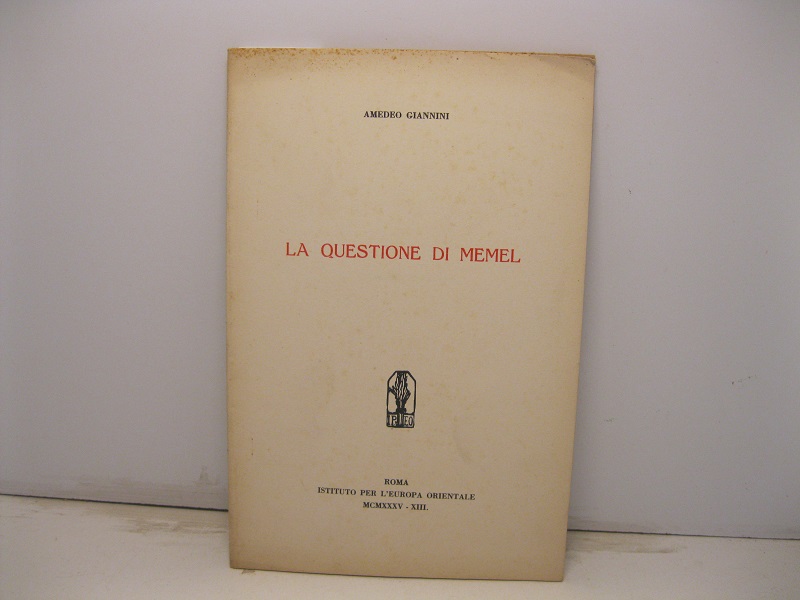 AMEDEO GIANNINI
LA QUESTIONE DI MEMEL
ROMA
ISTITUTO PER L'EUROPA ORIENTALE
MCMXXXV - XIII.